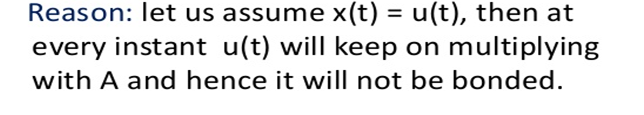 Reason: let us assume x(t) = u(t), then at
every instant u(t) will keep on multiplying
with A and hence it will not be bonded.